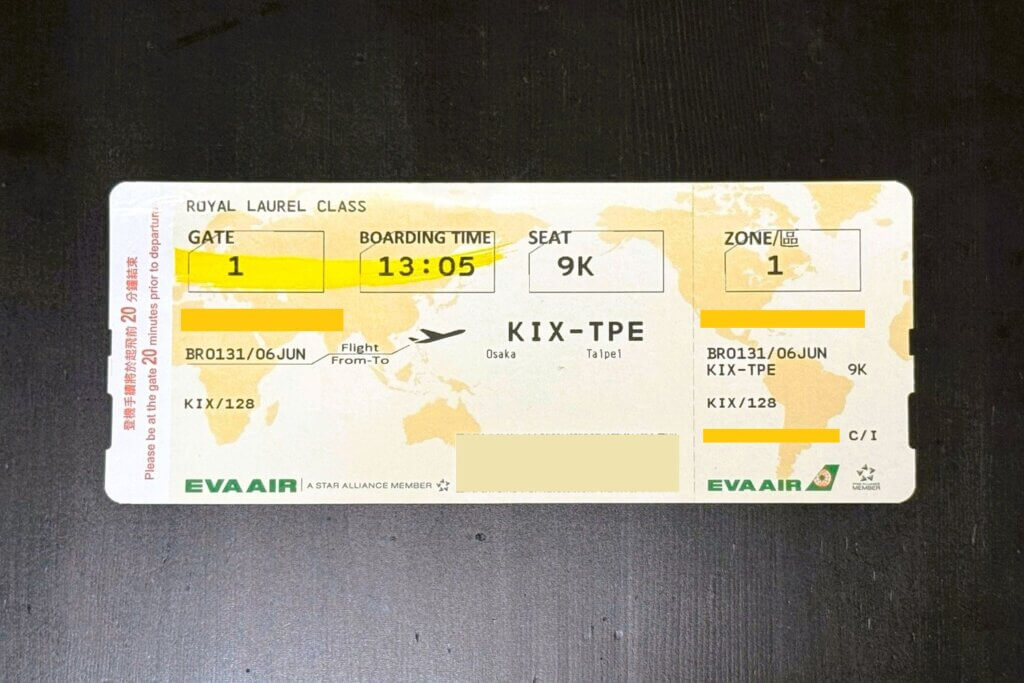 ROYAL LAUREL CLASS
GATE BOARDING TIME SEAT ZONE/區
1 13:05 9K 1
KIX-TPE
Osaka Taipei
BR0131/06JUN Flight From-To
KIX/128
BR0131/06JUN
KIX-TPE 9K
KIX/128
C/I
EVA AIR A STAR ALLIANCE MEMBER
EVA AIR STAR ALLIANCE MEMBER
登機手續將於起飛前 20 分鐘結束
Please be at the gate 20 minutes prior to departure